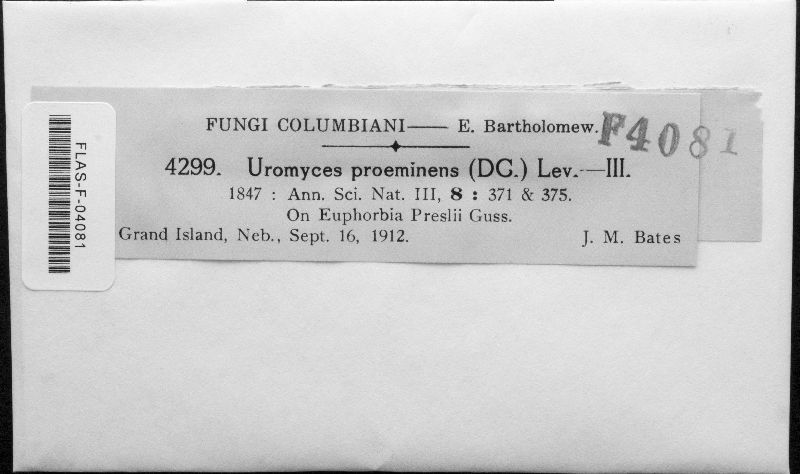 FUNGI COLUMBIANI—— E. Bartholomew.
F4081
4299. Uromyces proeminens (DC.) Lev.—III.
1847 : Ann. Sci. Nat. III, 8 : 371 & 375.
On Euphorbia Preslii Guss.
Grand Island, Neb., Sept. 16, 1912. J. M. Bates
FLAS-F-04081